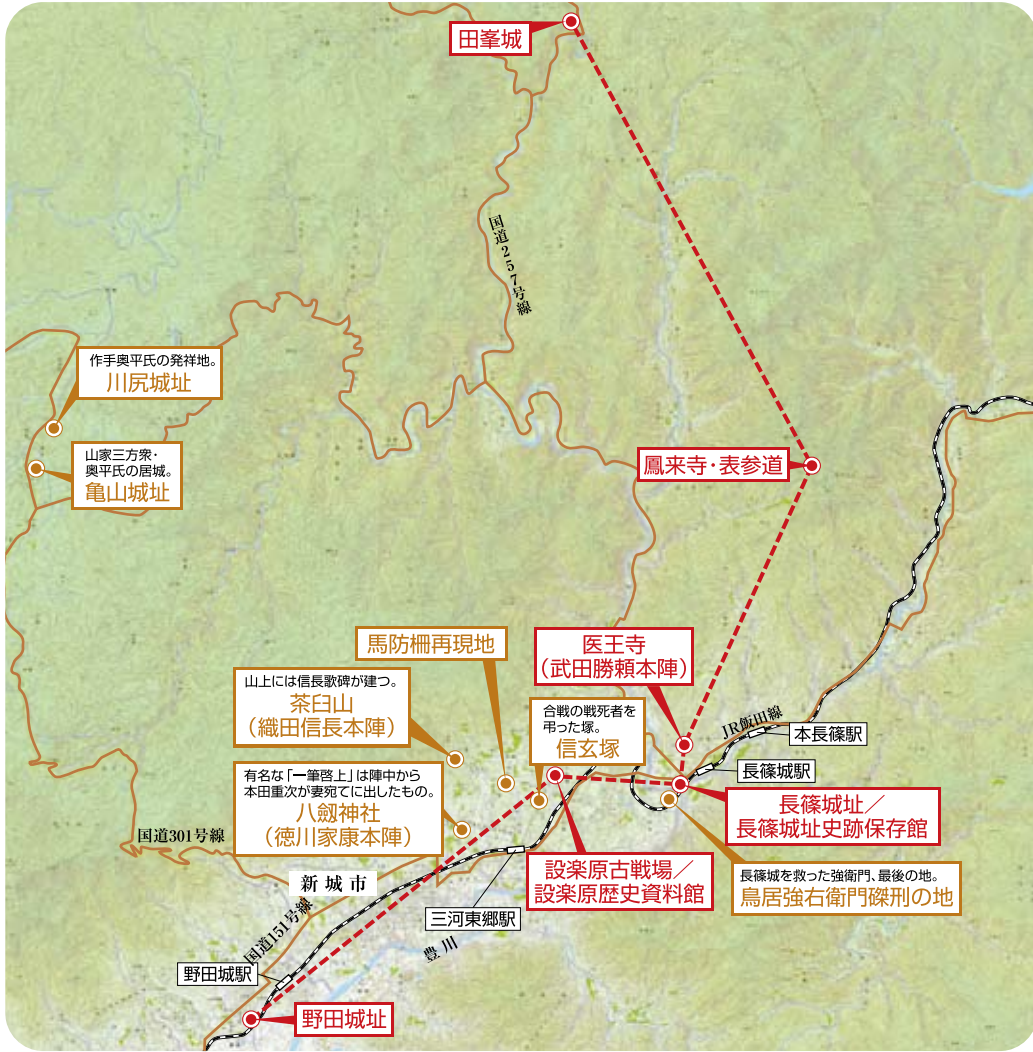 田峯城
国道257号線
作手奥平氏の発祥地。
川尻城址
山家三方衆・
奥平氏の居城。
亀山城址
鳳来寺・表参道
馬防柵再現地
医王寺
（武田勝頼本陣）
山上には信長歌碑が建つ。
茶臼山
（織田信長本陣）
合戦の戦死者を
弔った塚。
信玄塚
JR飯田線
本長篠駅
長篠城駅
有名な「一筆啓上」は陣中から
本田重次が妻宛てに出したもの。
八劔神社
（徳川家康本陣）
長篠城址／
長篠城址史跡保存館
国道301号線
設楽原古戦場／
設楽原歴史資料館
長篠城を救った強衛門、最後の地。
鳥居強右衛門磔刑の地
新城市
三河東郷駅
国道151号線
豊川
野田城駅
野田城址